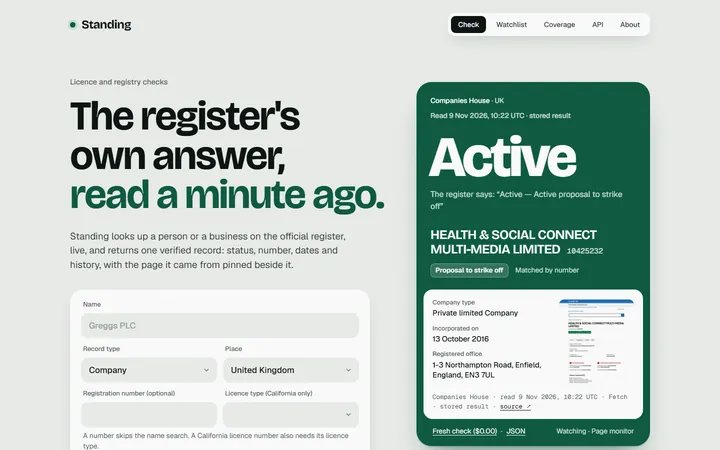 Standing
Check
Watchlist
Coverage
API
About
Licence and registry checks
The register's
own answer,
read a minute ago.
Standing looks up a person or a business on the official register,
live, and returns one verified record: status, number, dates and
history, with the page it came from pinned beside it.
Name
Greggs PLC
Record type
Place
Company
United Kingdom
Registration number (optional)
Licence type (California only)
A number skips the name search. A California licence number also needs its licence
type.
Companies House · UK
Read 9 Nov 2026, 10:22 UTC · stored result
Active
The register says: “Active — Active proposal to strike
off”
HEALTH & SOCIAL CONNECT
MULTI-MEDIA LIMITED 10425232
Proposal to strike off
Matched by number
Company type
Private limited Company
Incorporated on
13 October 2016
Registered office
1-3 Northampton Road, Enfield,
England, EN3 7UL
Companies House · read 9 Nov 2026, 10:22 UTC · Fetch
· stored result · source ↗
Fresh check ($0.00) · JSON
Watching · Page monitor